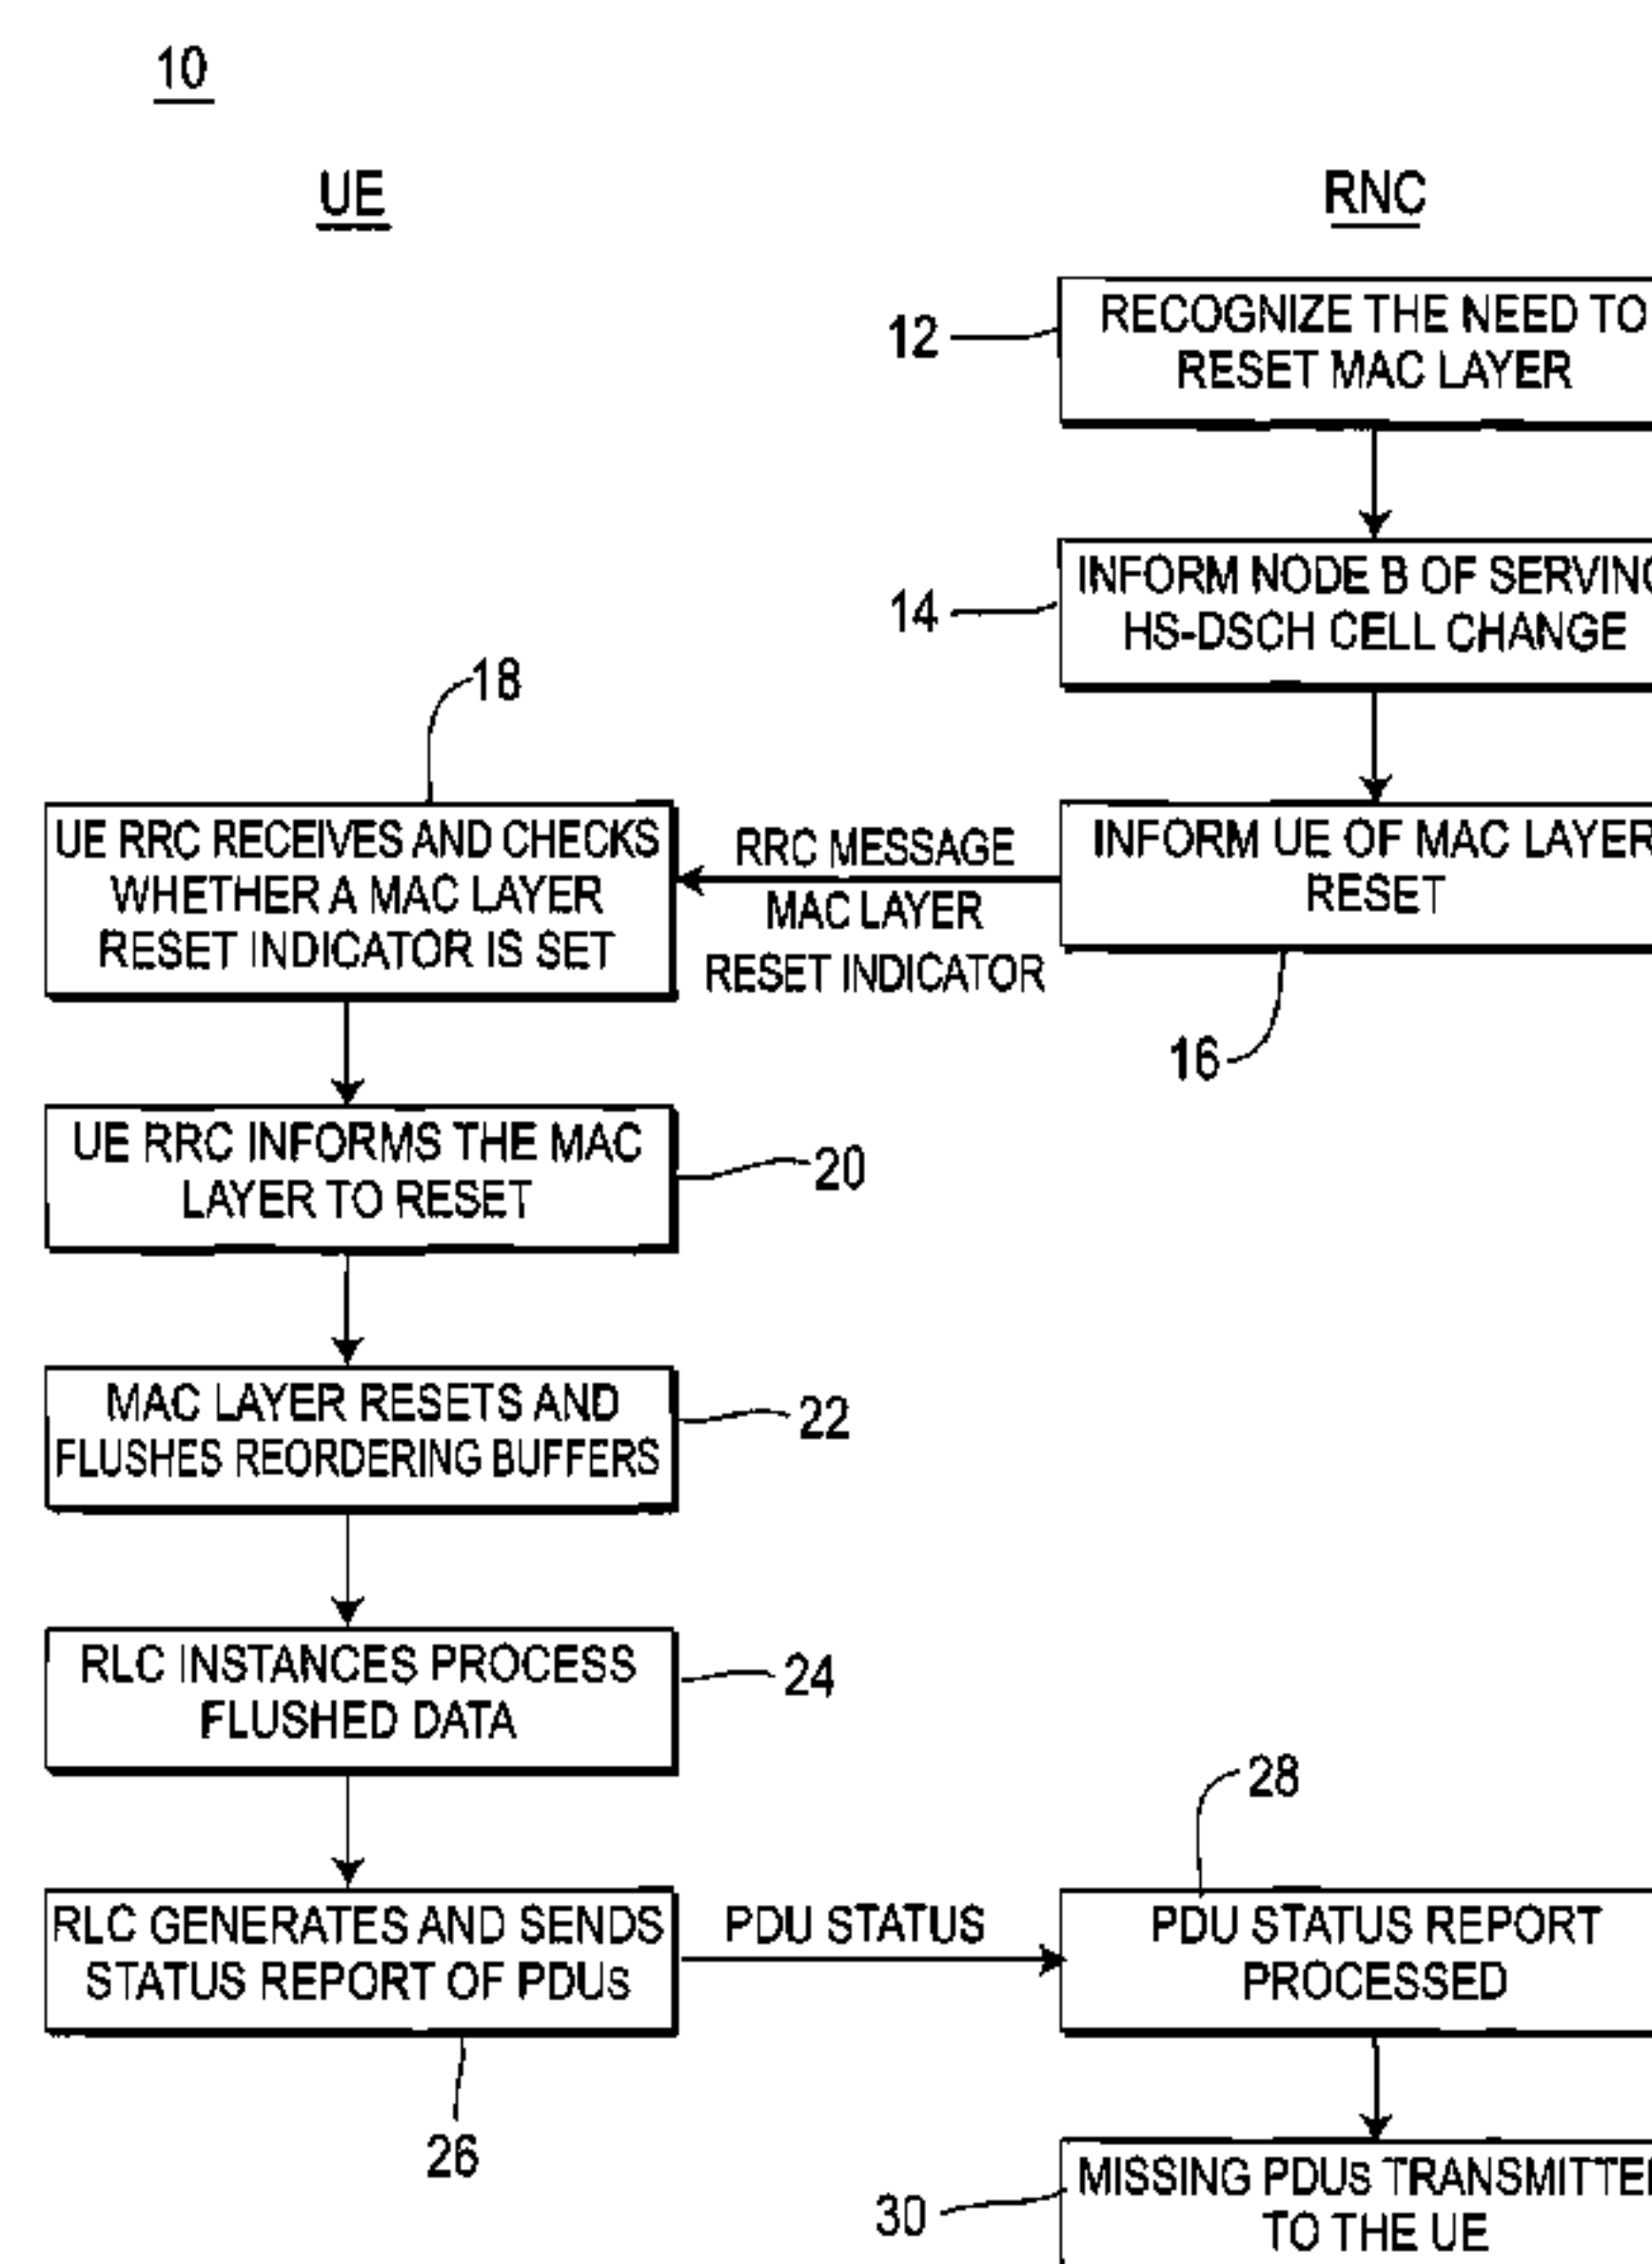 10
UE
RNC
12
RECOGNIZE THE NEED TO
RESET MAC LAYER
14
INFORM NODE B OF SERVING
HS-DSCH CELL CHANGE
18
UE RRC RECEIVES AND CHECKS
WHETHER A MAC LAYER
RESET INDICATOR IS SET
RRC MESSAGE
MAC LAYER
RESET INDICATOR
INFORM UE OF MAC LAYER
RESET
16
UE RRC INFORMS THE MAC
LAYER TO RESET
20
MAC LAYER RESETS AND
FLUSHES REORDERING BUFFERS
22
RLC INSTANCES PROCESS
FLUSHED DATA
24
28
RLC GENERATES AND SENDS
STATUS REPORT OF PDUs
PDU STATUS
PDU STATUS REPORT
PROCESSED
26
30
MISSING PDUs TRANSMITTE
TO THE UE